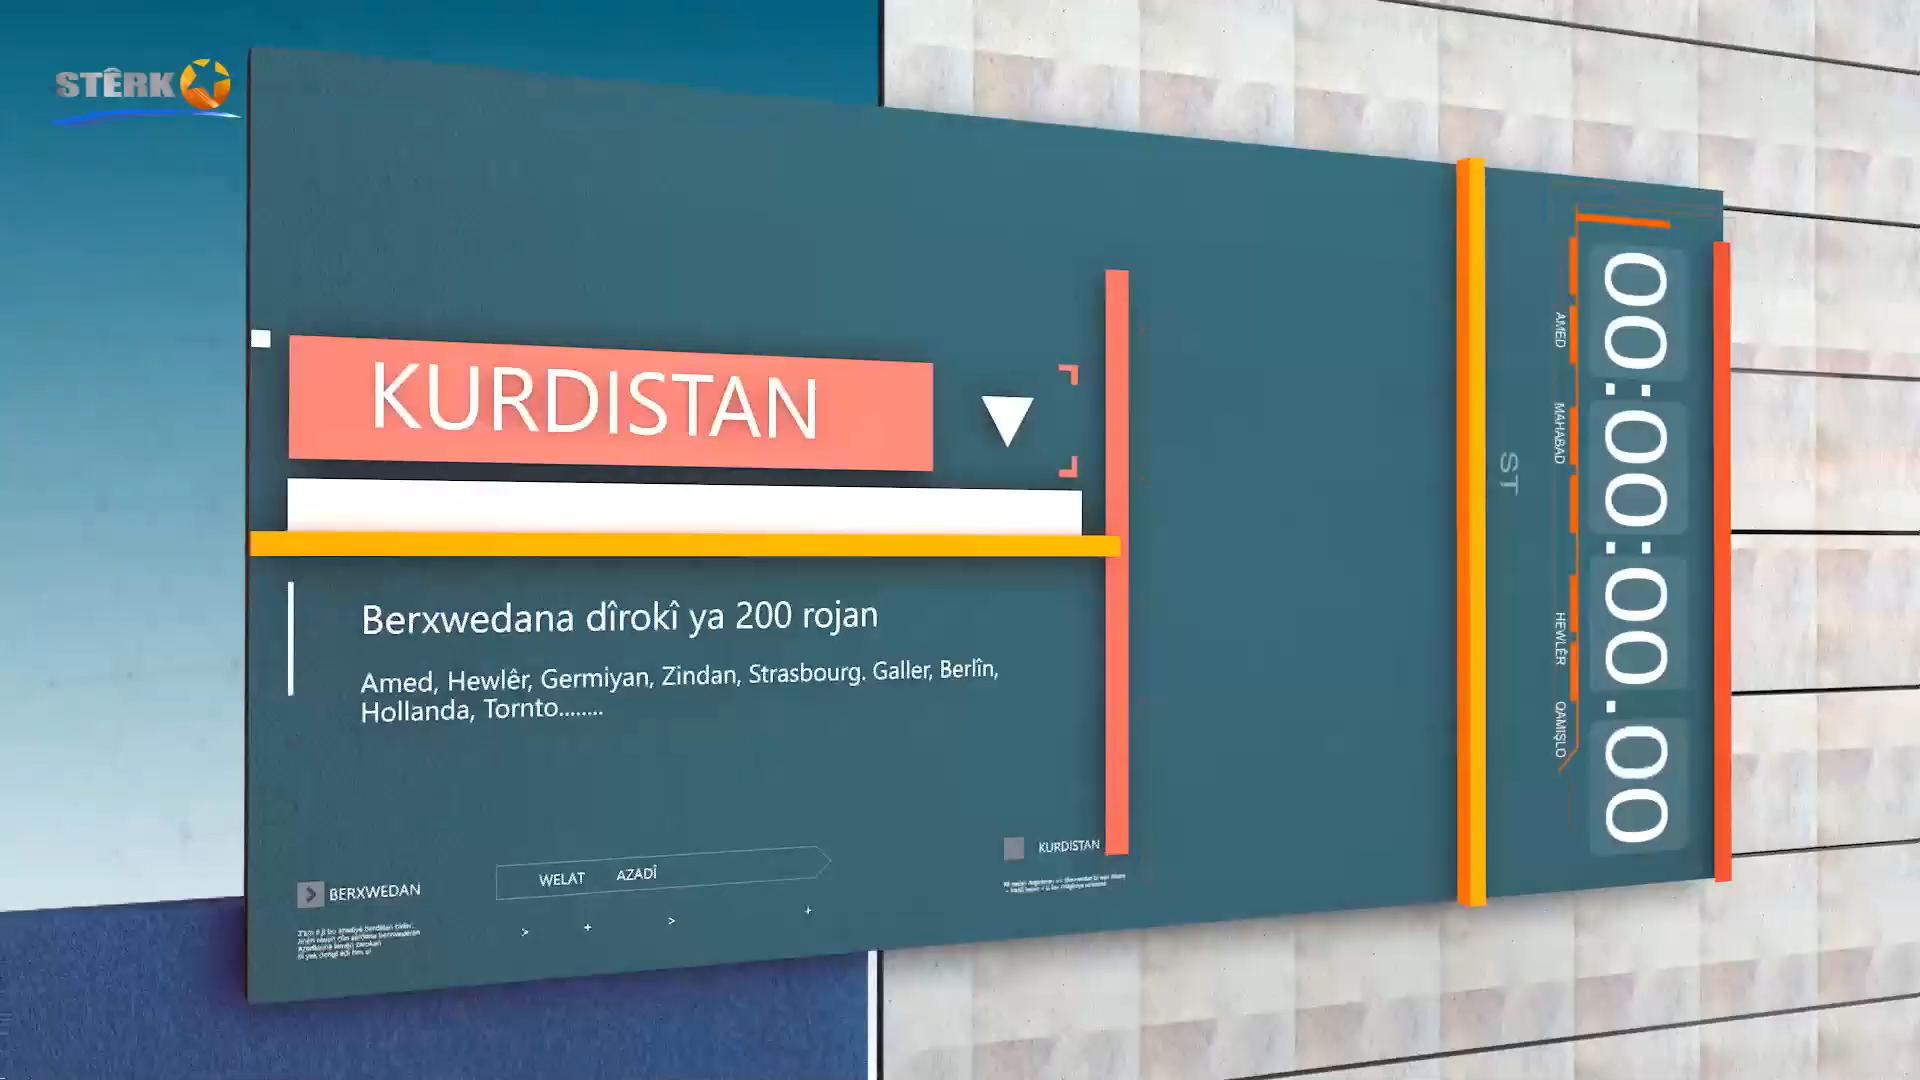 STÊRK
KURDISTAN
Berxwedana dîrokî ya 200 rojan
Amed, Hewlêr, Germiyan, Zindan, Strasbourg. Galler, Berlîn,
Hollanda, Tornto........
BERXWEDAN
WELAT AZADÎ
KURDISTAN
ST
AMED
MAHABAD
HEWLÊR
QAMIŞLO
00:00:00.00